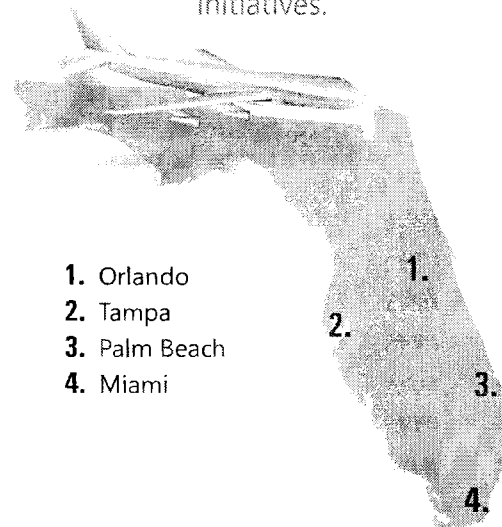 initiatives.
1. Orlando
2. Tampa
3. Palm Beach
4. Miami
1.
2.
3.
4.